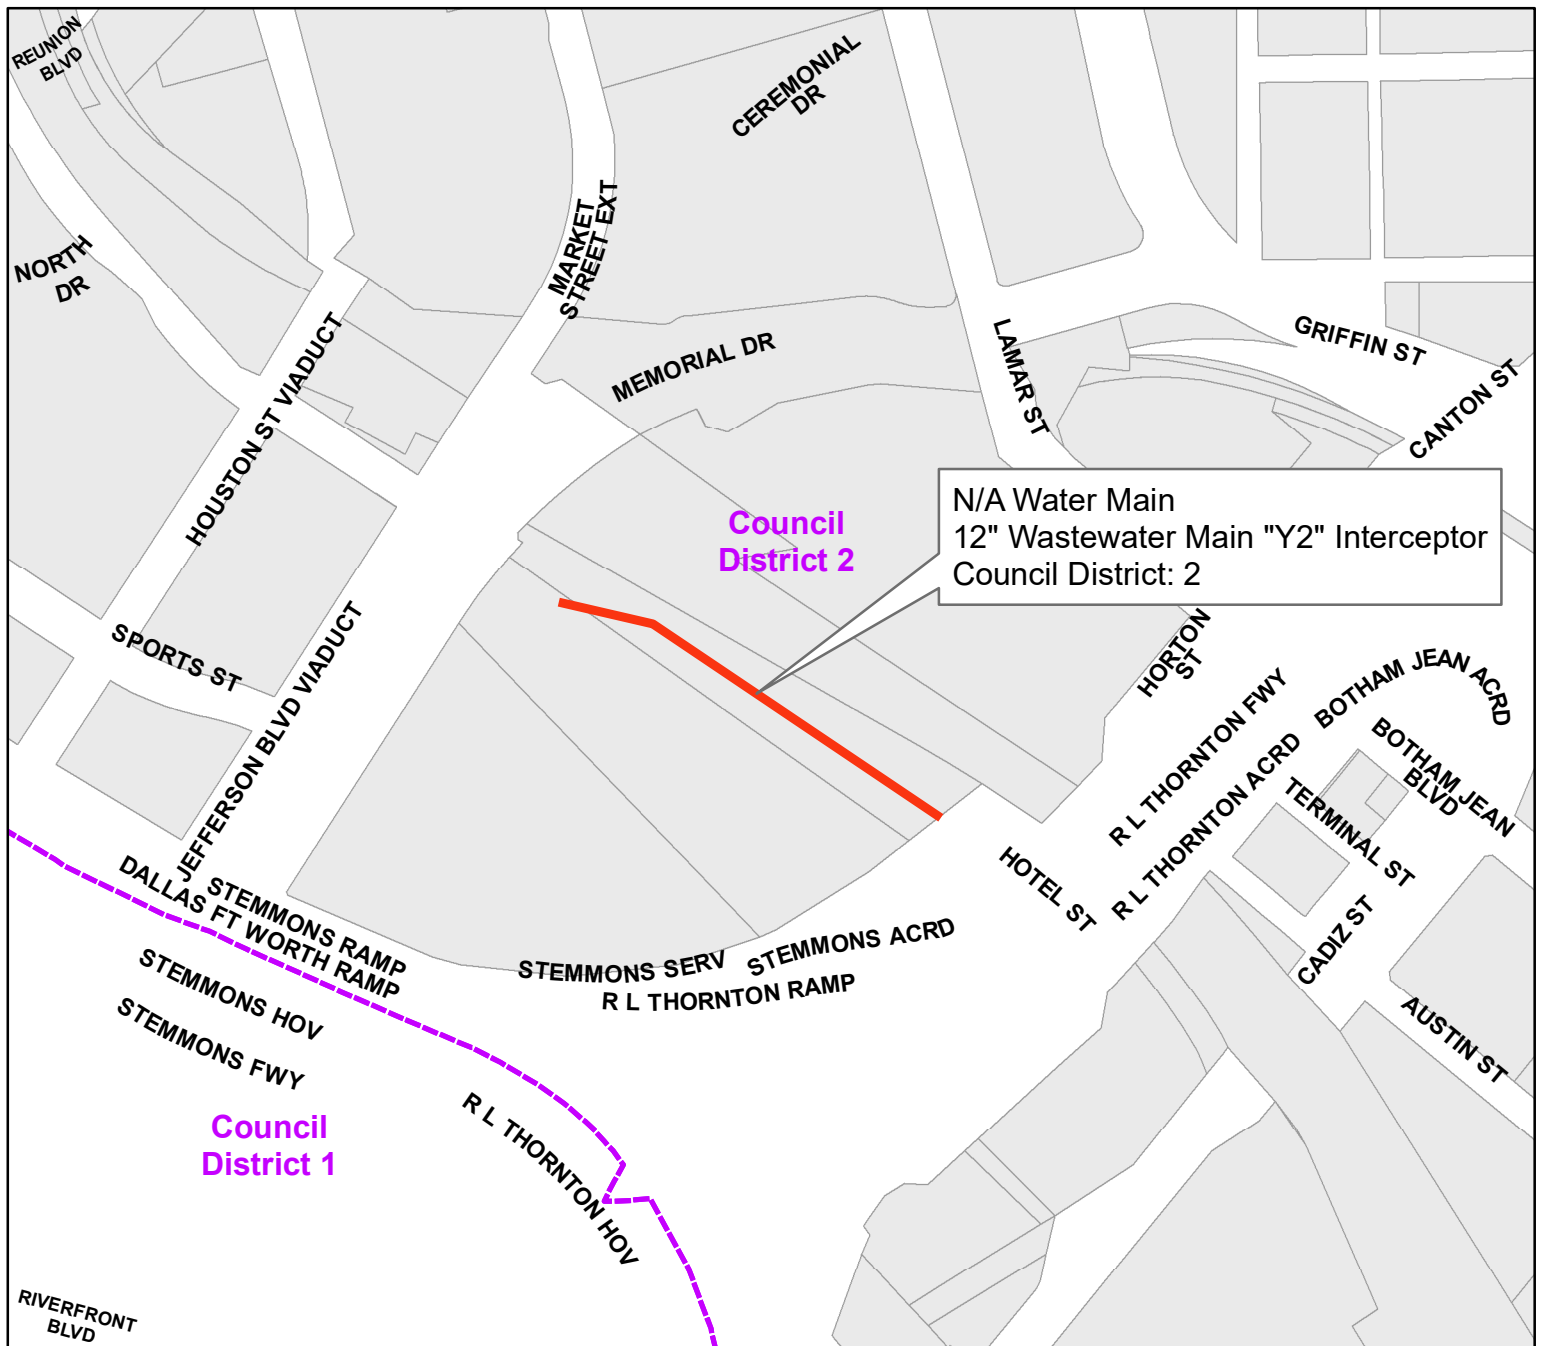 REUNION
BLVD
CEREMONIAL
DR
NORTH
DR
MARKET
STREET EXT
HOUSTON ST VIADUCT
MEMORIAL DR
LAMAR ST
GRIFFIN ST
CANTON ST
Council
District 2
N/A Water Main
12" Wastewater Main "Y2" Interceptor
Council District: 2
SPORTS ST
JEFFERSON BLVD VIADUCT
HORTON
ST
R L THORNTON FWY
R L THORNTON ACRD
BOTHAM JEAN ACRD
BOTHAM JEAN
BLVD
TERMINAL ST
HOTEL ST
CADIZ ST
AUSTIN ST
STEMMONS RAMP
DALLAS FT WORTH RAMP
STEMMONS HOV
STEMMONS FWY
STEMMONS SERV
STEMMONS ACRD
R L THORNTON RAMP
Council
District 1
R L THORNTON HOV
RIVERFRONT
BLVD